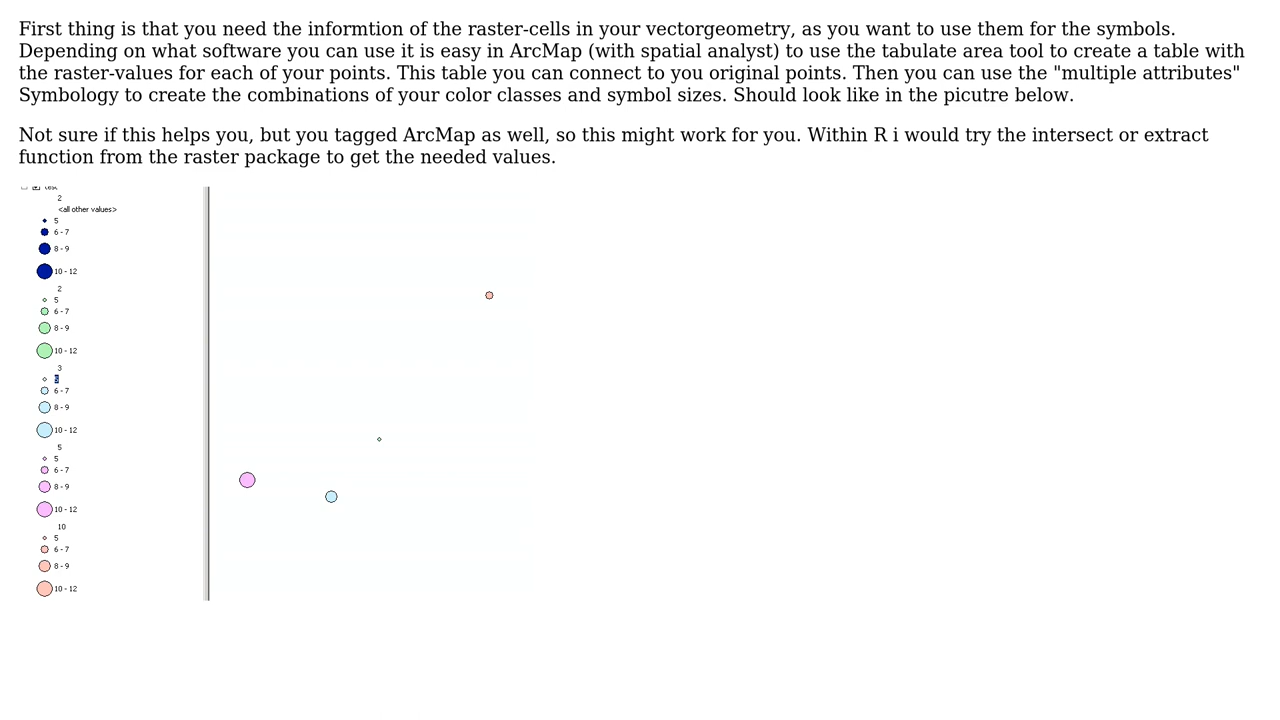 First thing is that you need the informtion of the raster-cells in your vectorgeometry, as you want to use them for the symbols.
Depending on what software you can use it is easy in ArcMap (with spatial analyst) to use the tabulate area tool to create a table with
the raster-values for each of your points. This table you can connect to you original points. Then you can use the "multiple attributes"
Symbology to create the combinations of your color classes and symbol sizes. Should look like in the picutre below.
Not sure if this helps you, but you tagged ArcMap as well, so this might work for you. Within R i would try the intersect or extract
function from the raster package to get the needed values.
2
<all other values>
5
6 - 7
8 - 9
10 - 12
2
5
6 - 7
8 - 9
10 - 12
3
5
6 - 7
8 - 9
10 - 12
5
5
6 - 7
8 - 9
10 - 12
10
5
6 - 7
8 - 9
10 - 12